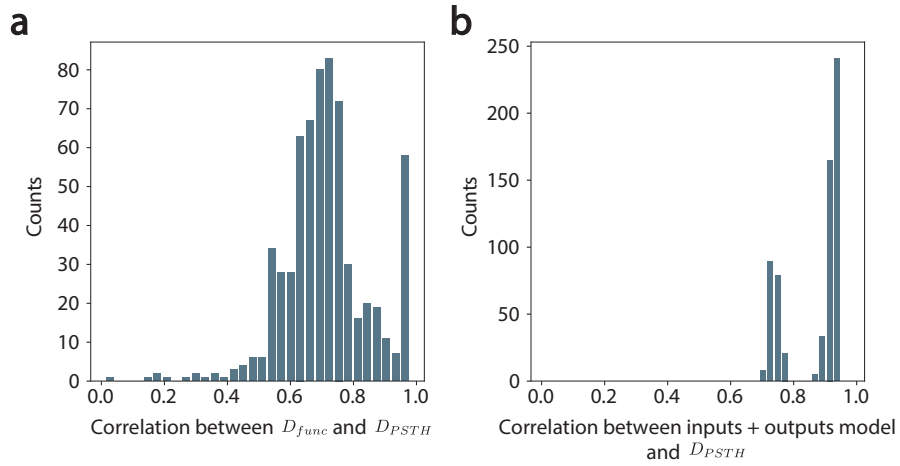 a
b
80
70
60
50
40
30
20
10
0
Counts
0.0 0.2 0.4 0.6 0.8 1.0
Correlation between D_func and D_PSTH
250
200
150
100
50
0
Counts
0.0 0.2 0.4 0.6 0.8 1.0
Correlation between inputs + outputs model
and D_PSTH